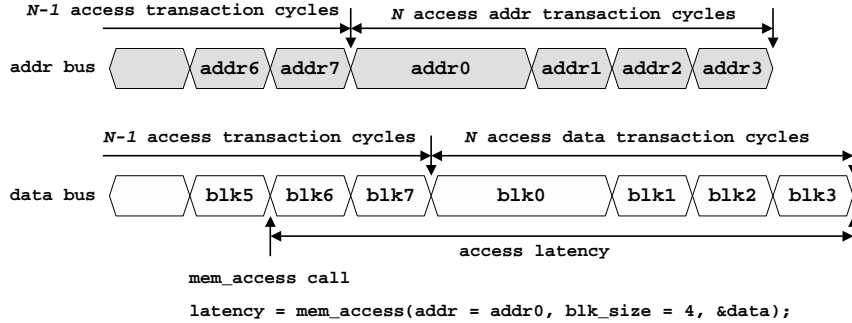 N-1 access transaction cycles N access addr transaction cycles
addr bus addr6 addr7 addr0 addr1 addr2 addr3
N-1 access transaction cycles N access data transaction cycles
data bus blk5 blk6 blk7 blk0 blk1 blk2 blk3
access latency
mem_access call
latency = mem_access(addr = addr0, blk_size = 4, &data);